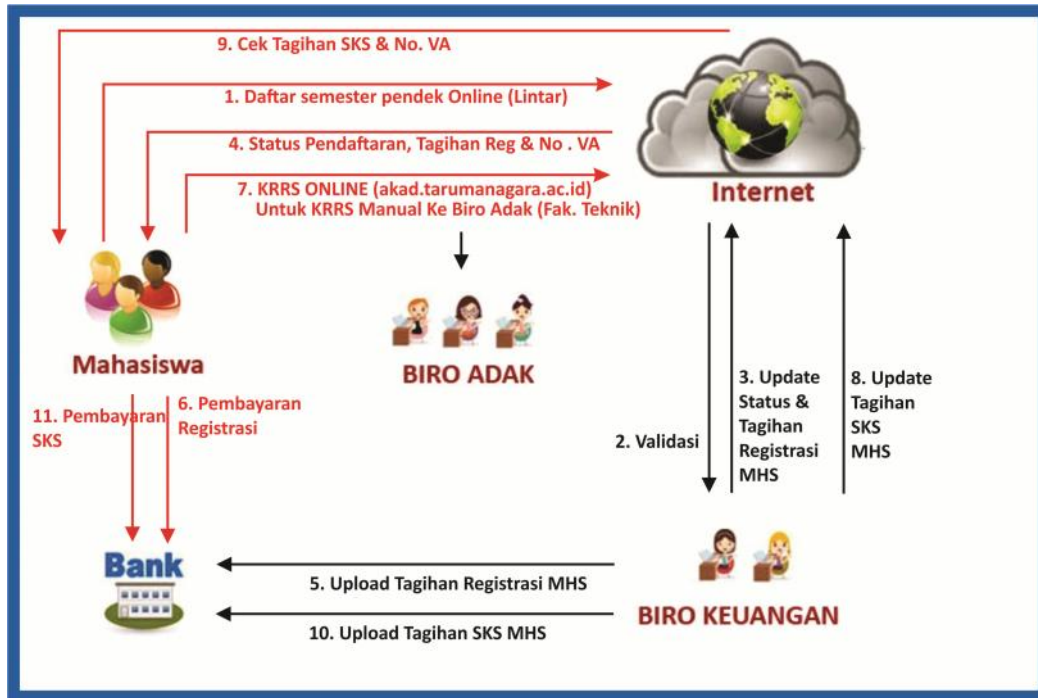 9. Cek Tagihan SKS & No. VA
1. Daftar semester pendek Online (Lintar)
4. Status Pendaftaran, Tagihan Reg & No . VA
7. KRRS ONLINE (akad.tarumanagara.ac.id)
Untuk KRRS Manual Ke Biro Adak (Fak. Teknik)
Internet
Mahasiswa
BIRO ADAK
11. Pembayaran
SKS
6. Pembayaran
Registrasi
2. Validasi
3. Update
Status &
Tagihan
Registrasi
MHS
8. Update
Tagihan
SKS
MHS
Bank
5. Upload Tagihan Registrasi MHS
10. Upload Tagihan SKS MHS
BIRO KEUANGAN